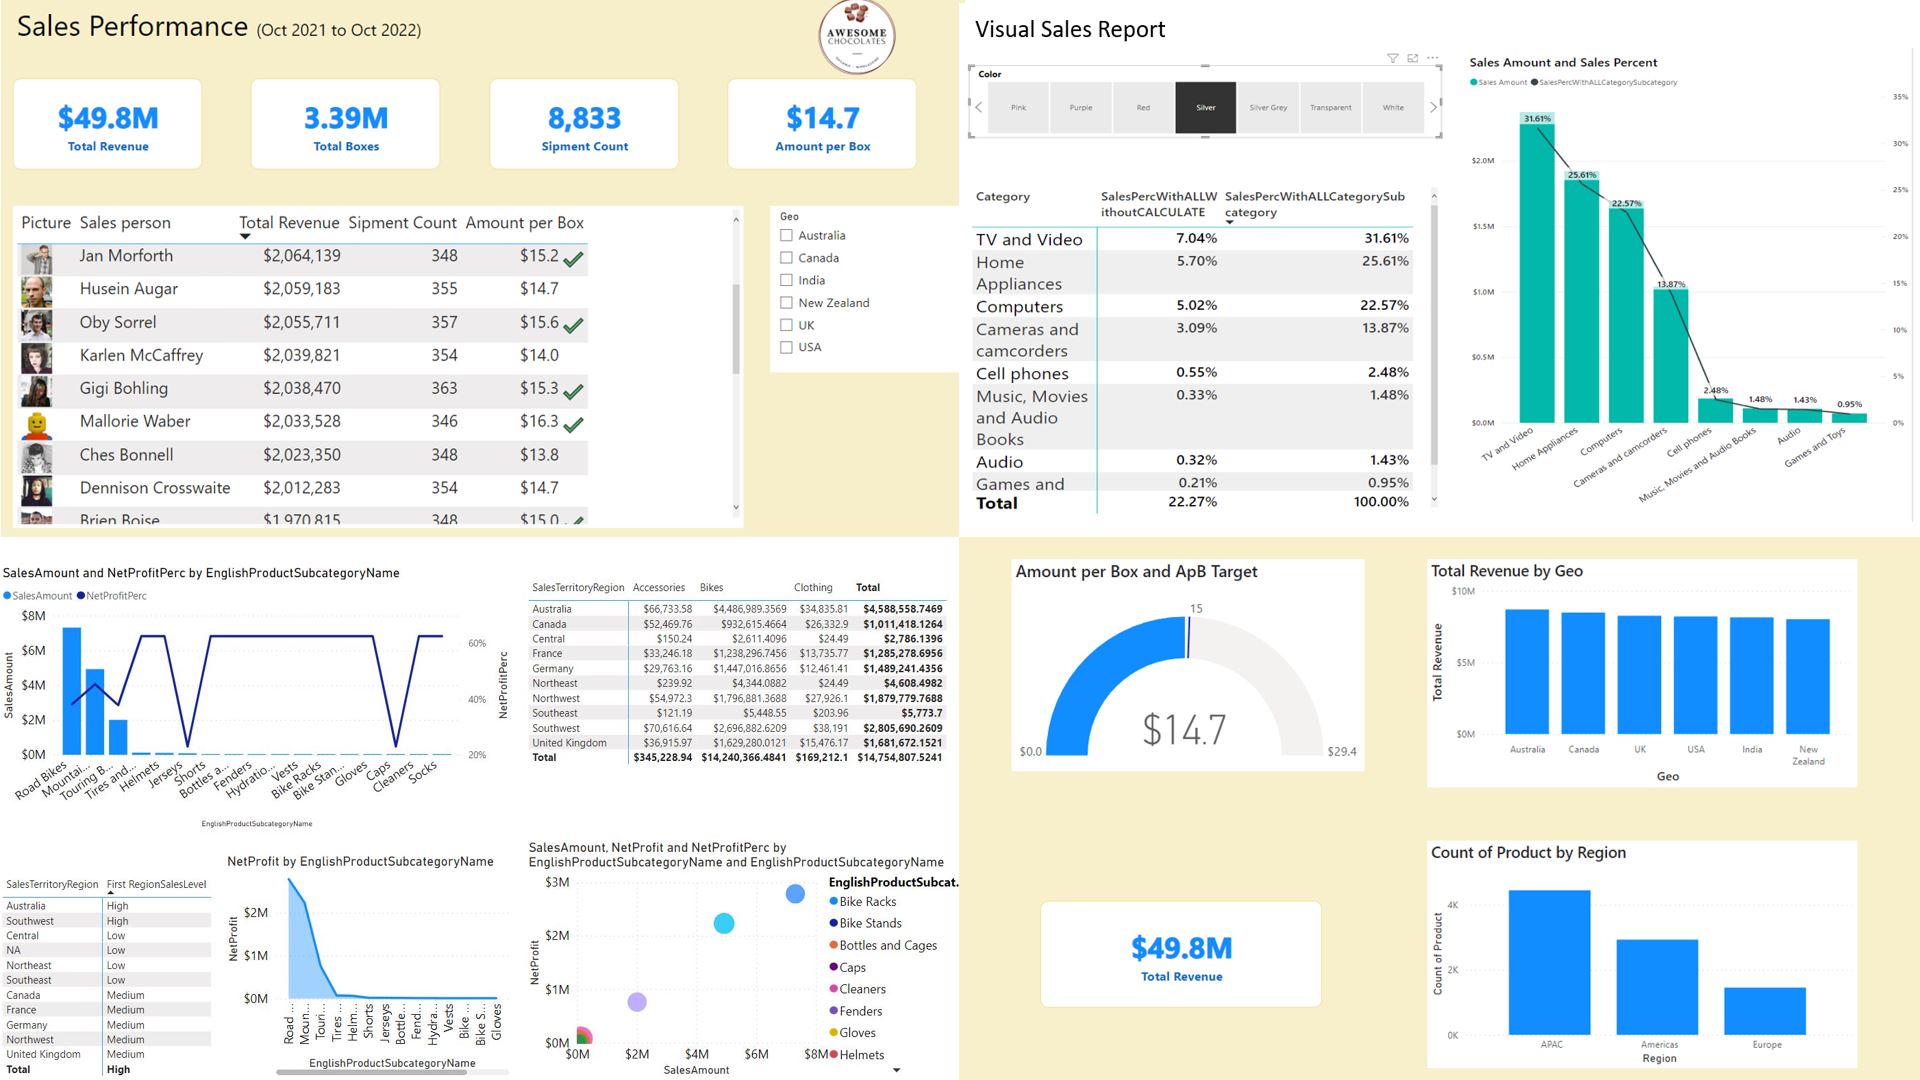 Sales Performance (Oct 2021 to Oct 2022)
AWESOME
CHOCOLATES
$49.8M
Total Revenue
3.39M
Total Boxes
8,833
Sipment Count
$14.7
Amount per Box
Picture Sales person Total Revenue Sipment Count Amount per Box
Jan Morforth $2,064,139 348 $15.2
Husein Augar $2,059,183 355 $14.7
Oby Sorrel $2,055,711 357 $15.6
Karlen McCaffrey $2,039,821 354 $14.0
Gigi Bohling $2,038,470 363 $15.3
Mallorie Waber $2,033,528 346 $16.3
Ches Bonnell $2,023,350 348 $13.8
Dennison Crosswaite $2,012,283 354 $14.7
Brien Boise $1,970,815 348 $15.0
Geo
Australia
Canada
India
New Zealand
UK
USA
Visual Sales Report
Color
Pink Purple Red Silver Silver Grey Transparent White
Category SalesPercWithALLW SalesPercWithALLCategorySub
ithoutCALCULATE category
TV and Video 7.04% 31.61%
Home 5.70% 25.61%
Appliances
Computers 5.02% 22.57%
Cameras and 3.09% 13.87%
camcorders
Cell phones 0.55% 2.48%
Music, Movies 0.33% 1.48%
and Audio
Books
Audio 0.32% 1.43%
Games and 0.21% 0.95%
Total 22.27% 100.00%
Sales Amount and Sales Percent
Sales Amount SalesPercWithALLCategorySubcategory
35%
30%
25%
20%
15%
10%
5%
0%
$2.0M
$1.5M
$1.0M
$0.5M
$0.0M
31.61%
25.61%
22.57%
13.87%
2.48%
1.48%
1.43%
0.95%
TV and Video
Home Appliances
Computers
Cameras and camcorders
Cell phones
Music, Movies and Audio Books
Audio
Games and Toys
SalesAmount and NetProfitPerc by EnglishProductSubcategoryName
SalesAmount NetProfitPerc
$8M
$6M
$4M
$2M
$0M
SalesAmount
60%
40%
20%
NetProfitPerc
Road Bikes
Mountai...
Touring B...
Tires and...
Helmets
Jerseys
Shorts
Bottles a...
Fenders
Hydratio...
Vests
Bike Racks
Bike Stan...
Gloves
Caps
Cleaners
Socks
EnglishProductSubcategoryName
SalesTerritoryRegion Accessories Bikes Clothing Total
Australia $66,733.58 $4,486,989.3569 $34,835.81 $4,588,558.7469
Canada $52,469.76 $932,615.4664 $26,332.9 $1,011,418.1264
Central $150.24 $2,611.4096 $24.49 $2,786.1396
France $33,246.18 $1,238,296.7456 $13,735.77 $1,285,278.6956
Germany $29,763.16 $1,447,016.8656 $12,461.41 $1,489,241.4356
Northeast $239.92 $4,344.0882 $24.49 $4,608.4982
Northwest $54,972.3 $1,796,881.3688 $27,926.1 $1,879,779.7688
Southeast $121.19 $5,448.55 $203.96 $5,773.7
Southwest $70,616.64 $2,696,882.6209 $38,191 $2,805,690.2609
United Kingdom $36,915.97 $1,629,280.0121 $15,476.17 $1,681,672.1521
Total $345,228.94 $14,240,366.4841 $169,212.1 $14,754,807.5241
SalesTerritoryRegion First RegionSalesLevel
Australia High
Southwest High
Central Low
NA Low
Northeast Low
Southeast Low
Canada Medium
France Medium
Germany Medium
Northwest Medium
United Kingdom Medium
Total High
NetProfit by EnglishProductSubcategoryName
$2M
$1M
$0M
NetProfit
Road ...
Moun...
Touri...
Tires ...
Helm...
Shorts
Jerseys
Bottle...
Fend...
Hydra...
Vests
Bike ...
Bike S...
Gloves
EnglishProductSubcategoryName
SalesAmount, NetProfit and NetProfitPerc by
EnglishProductSubcategoryName and EnglishProductSubcategoryName
$3M
$2M
$1M
$0M
NetProfit
$0M $2M $4M $6M $8M
SalesAmount
EnglishProductSubcat.
Bike Racks
Bike Stands
Bottles and Cages
Caps
Cleaners
Fenders
Gloves
Helmets
Amount per Box and ApB Target
15
$14.7
$0.0
$29.4
$49.8M
Total Revenue
Total Revenue by Geo
$10M
$5M
$0M
Total Revenue
Australia Canada UK USA India New
Zealand
Geo
Count of Product by Region
4K
2K
0K
Count of Product
APAC Americas Europe
Region